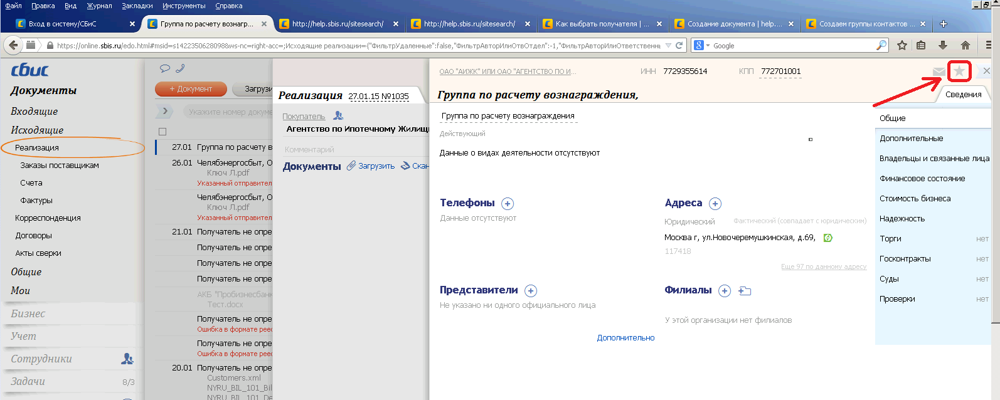 Файл Правка Вид Журнал Закладки Инструменты Справка
Вход в систему/СБиС
Группа по расчету вознагр...
http://help.sbis.ru/sitesearch/
http://help.sbis.ru/sitesearch/
Как выбрать получателя | ...
Создание документа | help....
Создаем группы контактов ...
https://online.sbis.ru/edo.html#msid=s14223506280989&ws-nc=right-acc=;Исходящие реализации={"ФильтрУдаленные":false,"ФильтрАвторИлиОтвОтдел":-1,"ФильтрАвторИлиОтветственны
Google
сбис
Документы
Входящие
Исходящие
Реализация
Заказы поставщикам
Счета
Фактуры
Корреспонденция
Договоры
Акты сверки
Общие
Мои
Бизнес
Учет
Сотрудники
Задачи 8/3
+ Документ
Загрузи
Укажите номер докуме
27.01 Группа по расчету в
26.01 Челябэнергосбыт, О
Ключ Л.pdf
Указанный отправител
Челябэнергосбыт, О
Ключ Л.pdf
Указанный отправител
21.01 Получатель не опре
Получатель не опре
Получатель не опре
Получатель не опре
АКБ "Пробизнесбанк
Тест.docx
Получатель не опре
Ошибка в формате реес
Получатель не опре
Ошибка в формате реес
20.01 Получатель не опре
Customers.xml
NYRU_BIL_101_Bil
NYRU_BIL_101_De
Реализация 27.01.15 №1035
Покупатель
Агентство по Ипотечному Жилищ
Комментарий
Документы Загрузить Скан
ОАО "АИЖК" ИЛИ ОАО "АГЕНТСТВО ПО И...
ИНН 7729355614
КПП 772701001
Группа по расчету вознаграждения,
Группа по расчету вознаграждения
Действующий
Данные о видах деятельности отсутствуют
Телефоны
Данные отсутствуют
Адреса
Юридический Фактический (совпадает с юридическим)
Москва г, ул.Новочеремушкинская, д.69,
117418
Еще 97 по данному адресу
Представители
Не указано ни одного официального лица
Филиалы
У этой организации нет филиалов
Дополнительно
Сведения
Общие
Дополнительные
Владельцы и связанные лица
Финансовое состояние
Стоимость бизнеса
Надежность
Торги нет
Госконтракты нет
Суды нет
Проверки нет